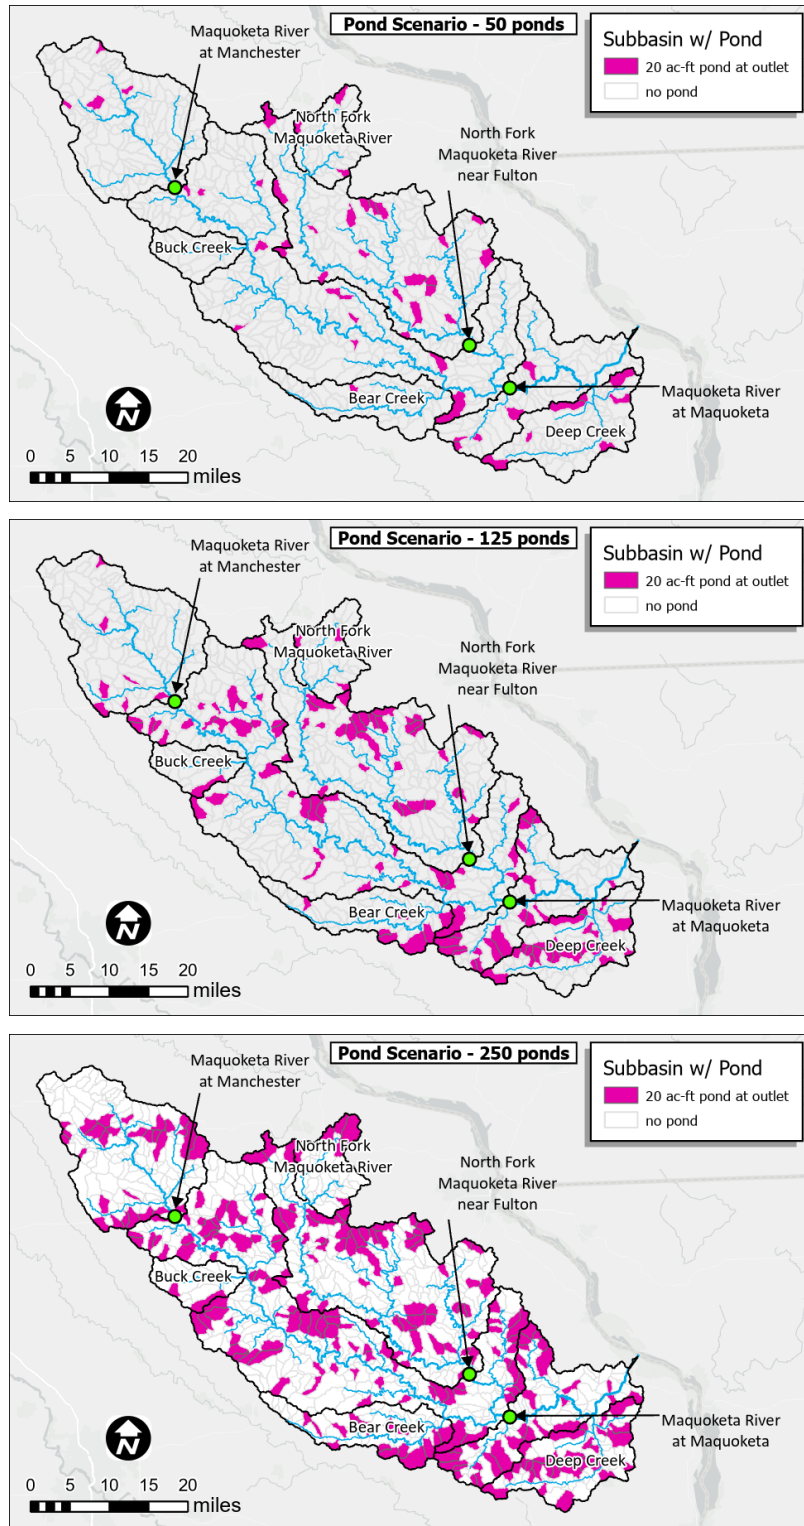 Pond Scenario - 50 ponds
Subbasin w/ Pond
20 ac-ft pond at outlet
no pond
Maquoketa River
at Manchester
North Fork
Maquoketa River
North Fork
Maquoketa River
near Fulton
Buck Creek
Bear Creek
Maquoketa River
at Maquoketa
Deep Creek
N
0 5 10 15 20
miles
Pond Scenario - 125 ponds
Subbasin w/ Pond
20 ac-ft pond at outlet
no pond
Maquoketa River
at Manchester
North Fork
Maquoketa River
North Fork
Maquoketa River
near Fulton
Buck Creek
Bear Creek
Maquoketa River
at Maquoketa
Deep Creek
N
0 5 10 15 20
miles
Pond Scenario - 250 ponds
Subbasin w/ Pond
20 ac-ft pond at outlet
no pond
Maquoketa River
at Manchester
North Fork
Maquoketa River
North Fork
Maquoketa River
near Fulton
Buck Creek
Bear Creek
Maquoketa River
at Maquoketa
Deep Creek
N
0 5 10 15 20
miles